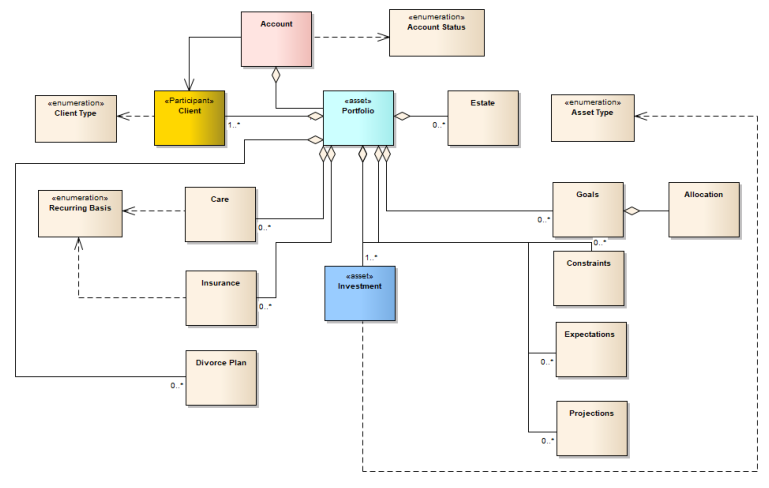 Account
«enumeration»
Account Status
«enumeration»
Client Type
«Participant»
Client
1..*
«asset»
Portfolio
0..*
Estate
«enumeration»
Asset Type
«enumeration»
Recurring Basis
Care
0..*
Goals
0..*
Allocation
0..*
Constraints
Insurance
0..*
1..*
«asset»
Investment
Expectations
0..*
Divorce Plan
0..*
Projections
0..*